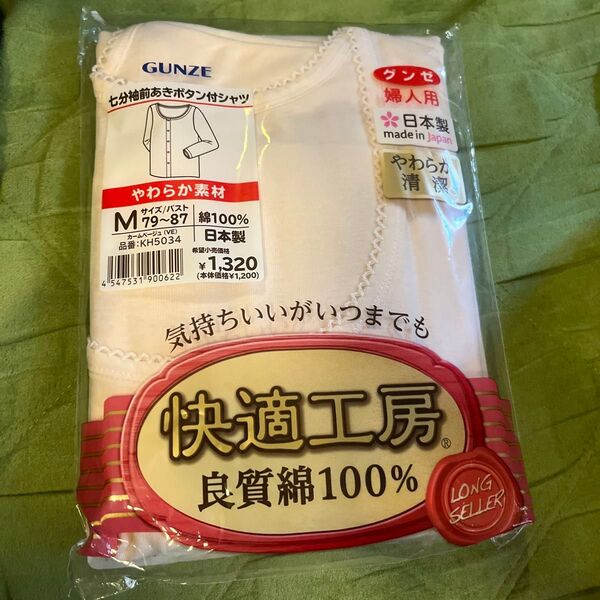 GUNZE
七分袖前あきボタン付シャツ
やわらか素材
M サイズ/バスト 79～87
カームベージュ(VE)
品番:KH5034
綿100%
日本製
希望小売価格
¥1,320
(本体価格¥1,200)
4 547531 900622
グンゼ
婦人用
日本製
made in Japan
やわらか
清潔
気持ちいいがいつまでも
快適工房®
良質綿100%
LONG
SELLER